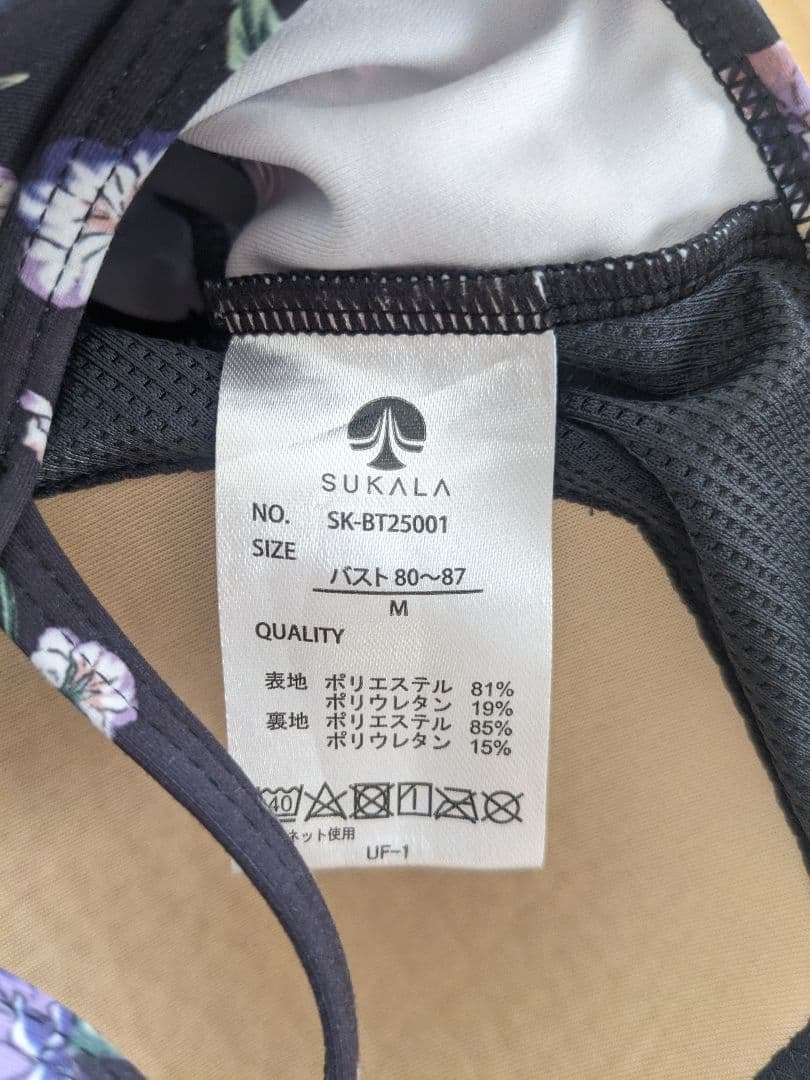 SUKALA
NO. SK-BT25001
SIZE
バスト 80〜87
M
QUALITY
表地 ポリエステル 81%
ポリウレタン 19%
裏地 ポリエステル 85%
ポリウレタン 15%
40
ネット使用
UF-1